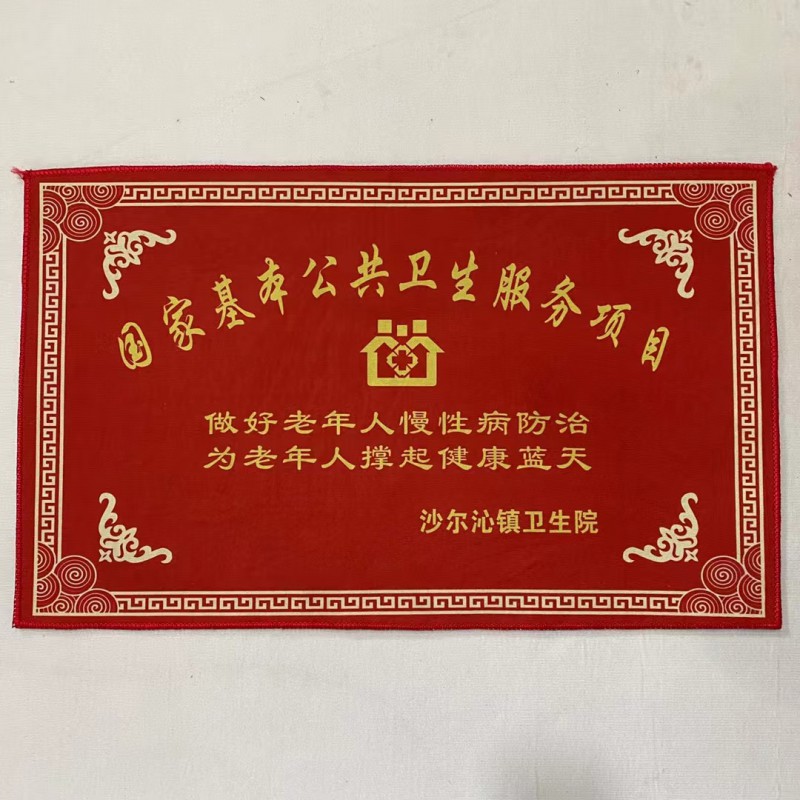 国家基本公共卫生服务项目
做好老年人慢性病防治
为老年人撑起健康蓝天
沙尔沁镇卫生院